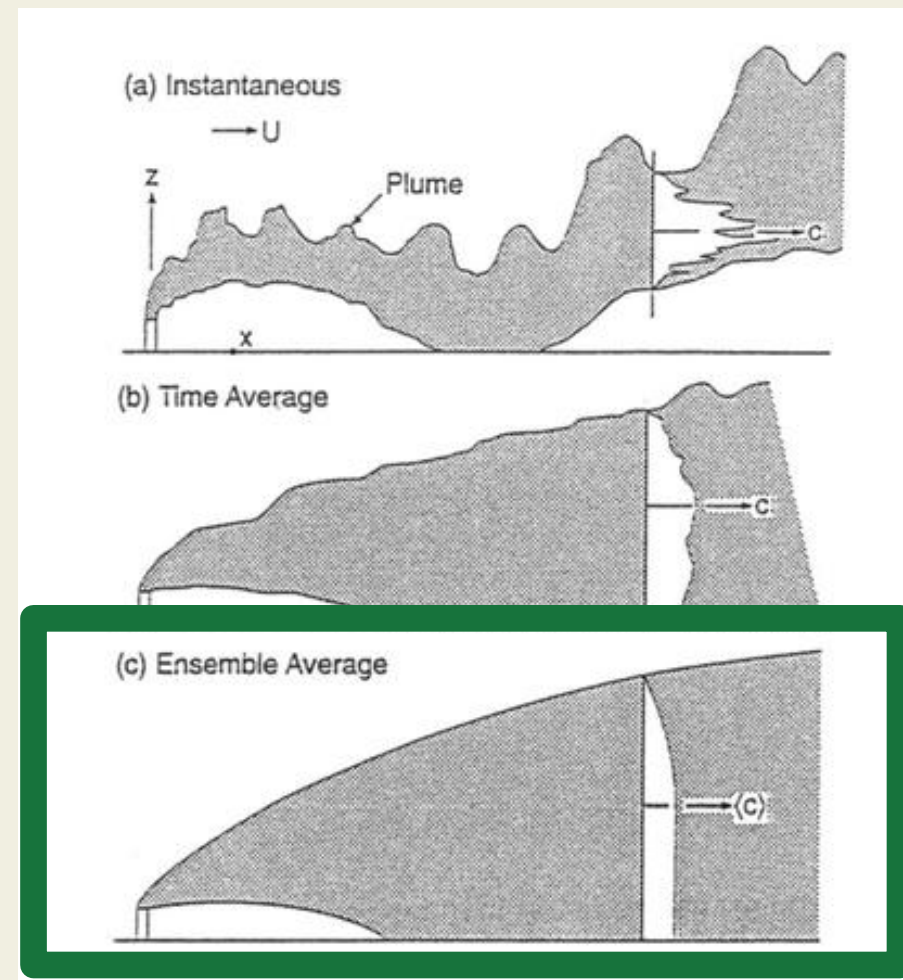 (a) Instantaneous
U
z
Plume
C
x
(b) Time Average
C
(c) Ensemble Average
⟨C⟩